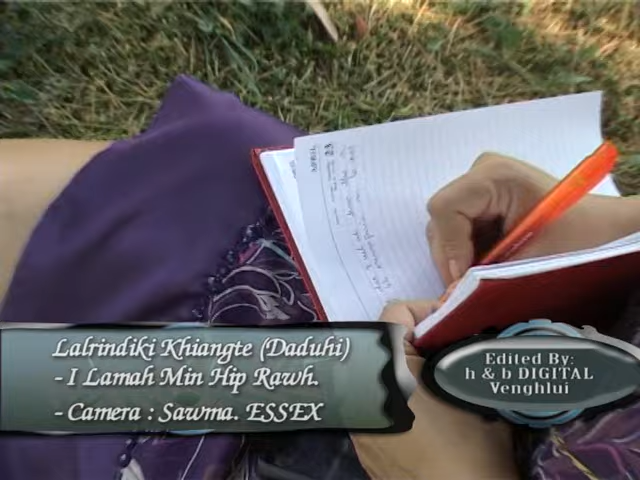 APRIL
23
Lalrindiki Khiangte (Daduhi)
- I Lamah Min Hip Rawh.
- Camera : Sawma. ESSEX
Edited By:
h & b DIGITAL
Venghlui